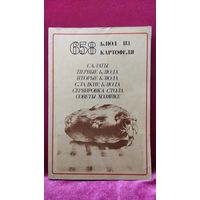 658 БЛЮД ИЗ
КАРТОФЕЛЯ
САЛАТЫ
ПЕРВЫЕ БЛЮДА
ВТОРЫЕ БЛЮДА
СЛАДКИЕ БЛЮДА
СЕРВИРОВКА СТОЛА
СОВЕТЫ ХОЗЯЙКЕ